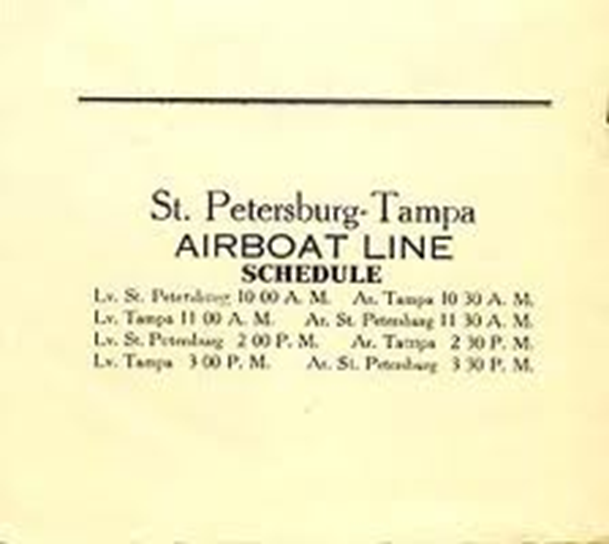 St. Petersburg-Tampa
AIRBOAT LINE
SCHEDULE
Lv. St. Petersburg 10 00 A. M. Ar. Tampa 10 30 A. M.
Lv. Tampa 11 00 A. M. Ar. St. Petersburg 11 30 A. M.
Lv. St. Petersburg 2 00 P. M. Ar. Tampa 2 30 P. M.
Lv. Tampa 3 00 P. M. Ar. St. Petersburg 3 30 P. M.